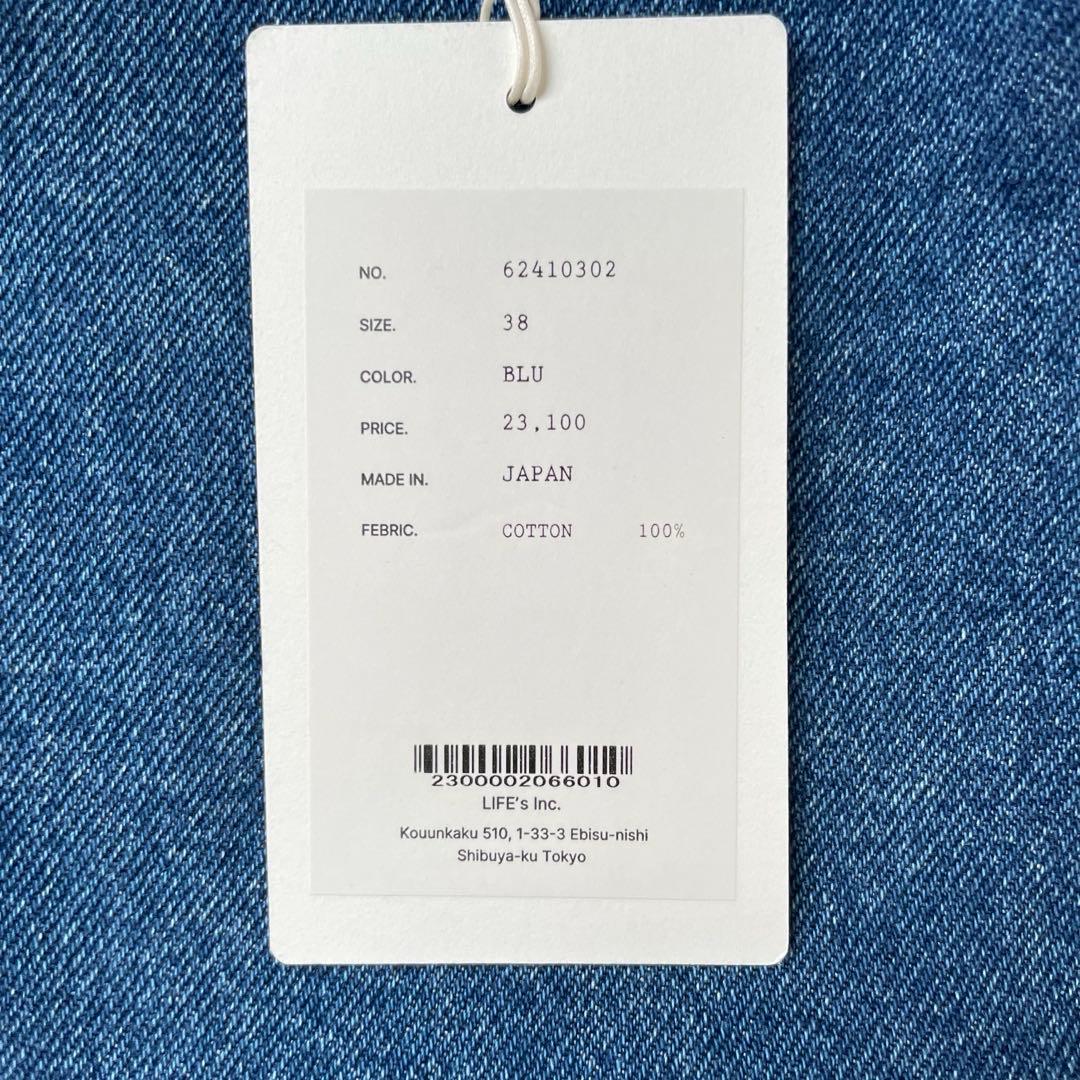 NO. 62410302
SIZE. 38
COLOR. BLU
PRICE. 23,100
MADE IN. JAPAN
FEBRIC. COTTON 100%
2300002066010
LIFE's Inc.
Kouunkaku 510, 1-33-3 Ebisu-nishi
Shibuya-ku Tokyo